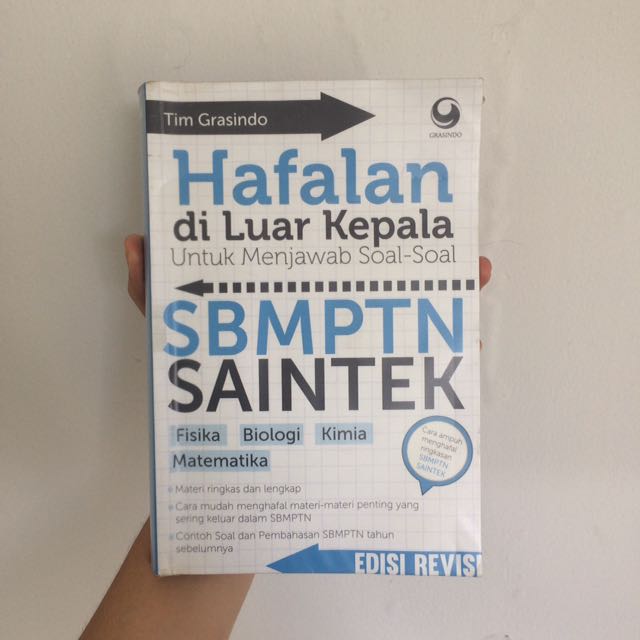 Tim Grasindo
GRASINDO
Hafalan
di Luar Kepala
Untuk Menjawab Soal-Soal
SBMPTN
SAINTEK
Fisika Biologi Kimia
Matematika
Cara ampuh
menghafal
ringkasan
SBMPTN
SAINTEK
Materi ringkas dan lengkap
Cara mudah menghafal materi-materi penting yang
sering keluar dalam SBMPTN
Contoh Soal dan Pembahasan SBMPTN tahun
sebelumnya
EDISI REVISI